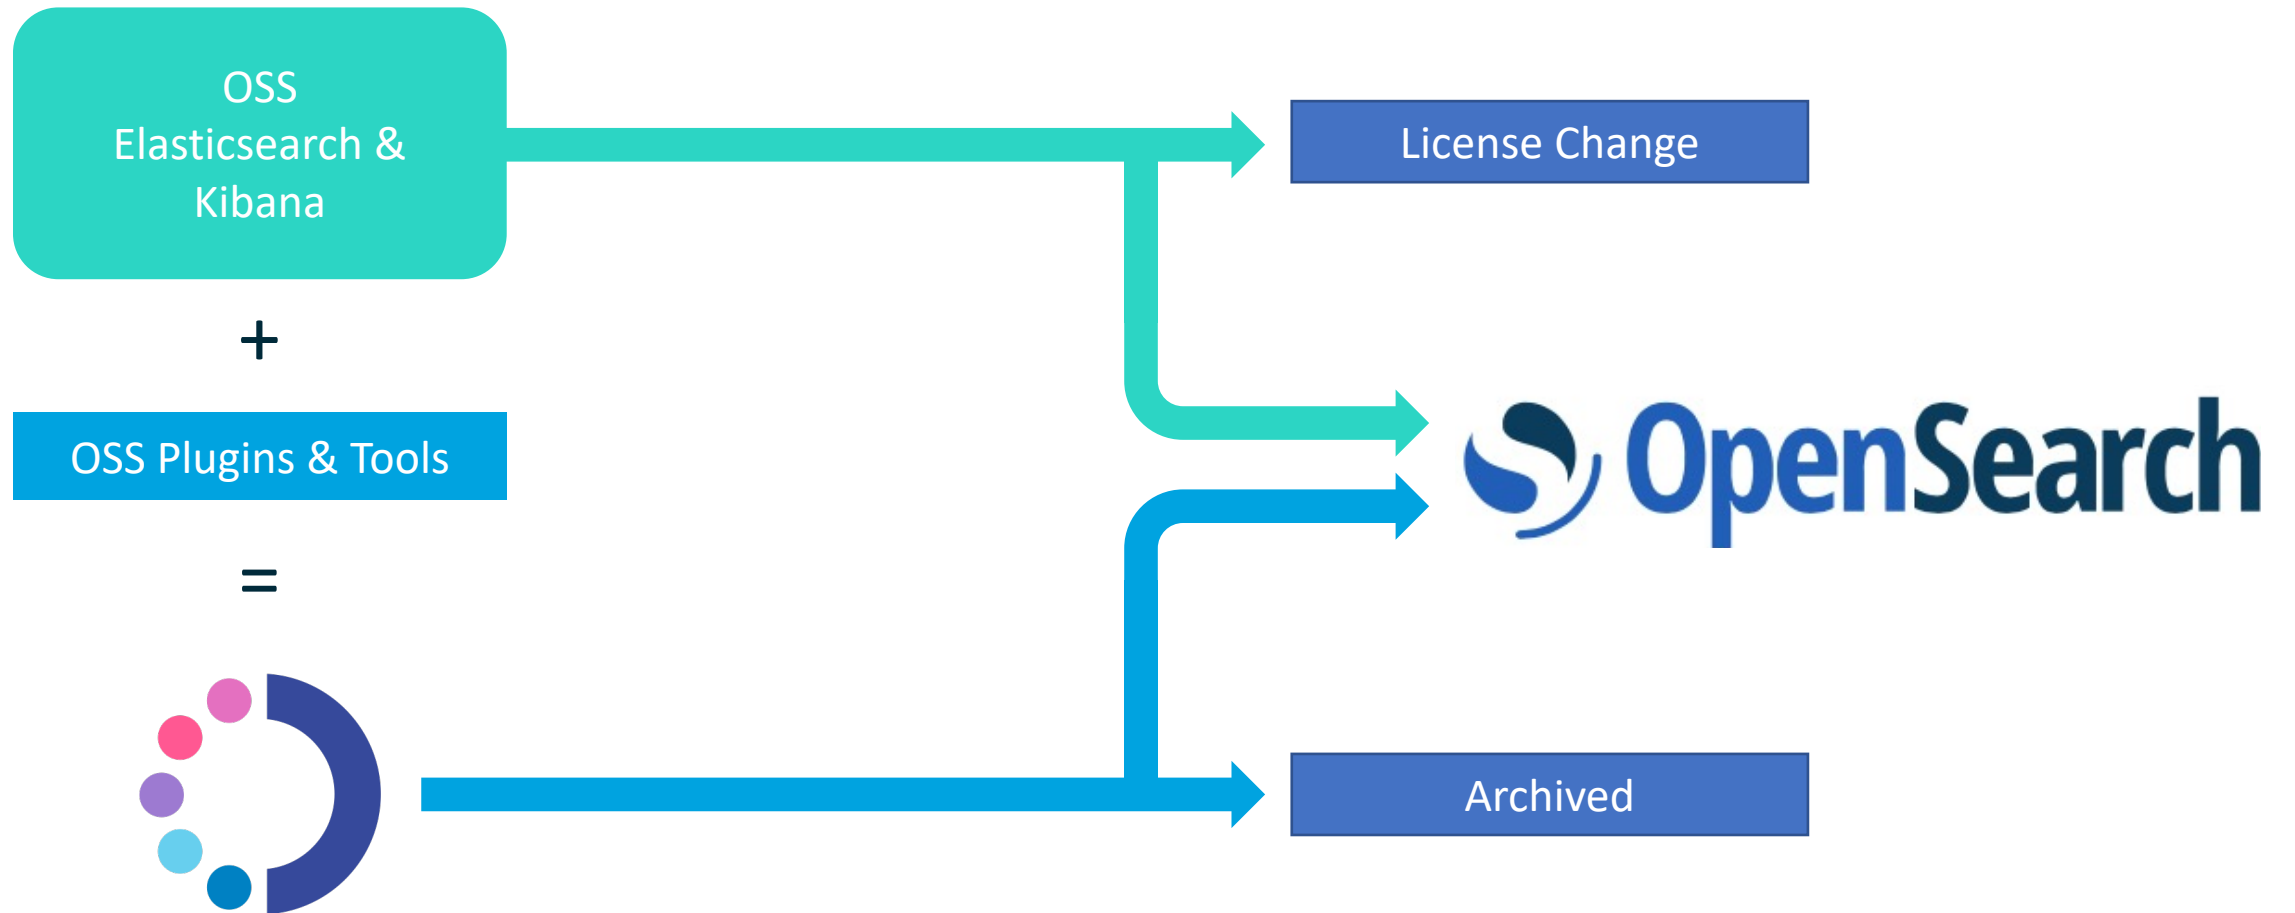 OSS
Elasticsearch &
Kibana
License Change
+
OSS Plugins & Tools
OpenSearch
=
Archived